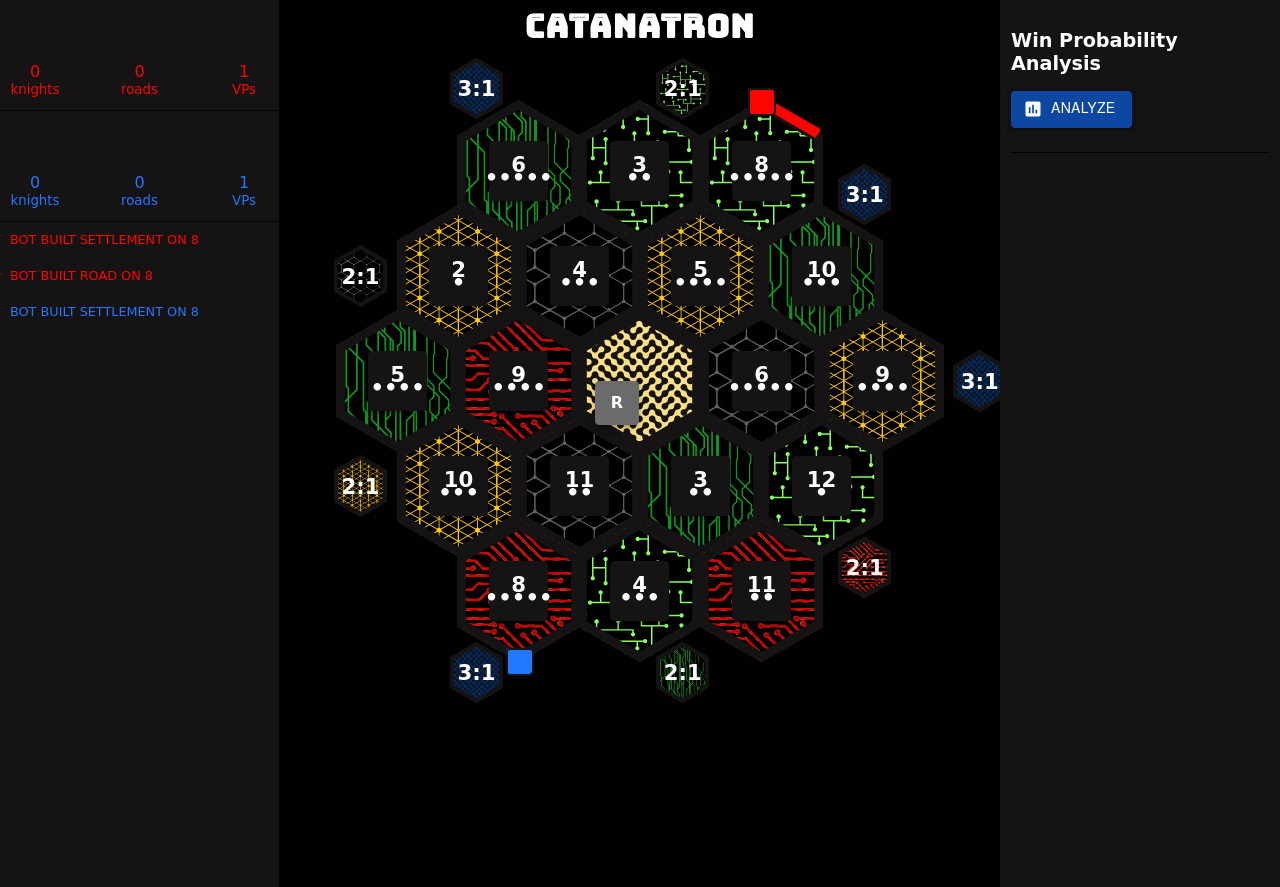 CATANATRON
0 0 1
knights roads VPs
0 0 1
knights roads VPs
BOT BUILT SETTLEMENT ON 8
BOT BUILT ROAD ON 8
BOT BUILT SETTLEMENT ON 8
3:1 2:1
6 3 8
3:1
2:1 2 4 5 10
5 9 6 9 3:1
R
2:1 10 11 3 12
2:1
8 4 11
3:1 2:1
Win Probability
Analysis
ANALYZE